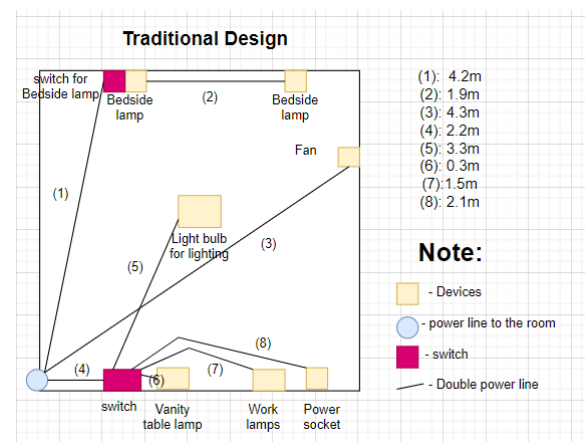 Traditional Design
switch for
Bedside lamp
Bedside
lamp
(2)
Bedside
lamp
Fan
(1)
Light bulb
for lighting
(3)
(5)
(8)
(4)
(6)
(7)
switch
Vanity
table lamp
Work
lamps
Power
socket
(1): 4.2m
(2): 1.9m
(3): 4.3m
(4): 2.2m
(5): 3.3m
(6): 0.3m
(7):1.5m
(8): 2.1m
Note:
- Devices
- power line to the room
- switch
- Double power line